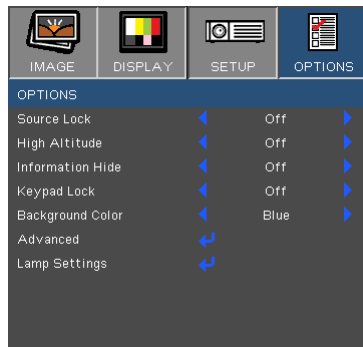 IMAGE DISPLAY SETUP OPTIONS
OPTIONS
Source Lock Off
High Altitude Off
Information Hide Off
Keypad Lock Off
Background Color Blue
Advanced
Lamp Settings